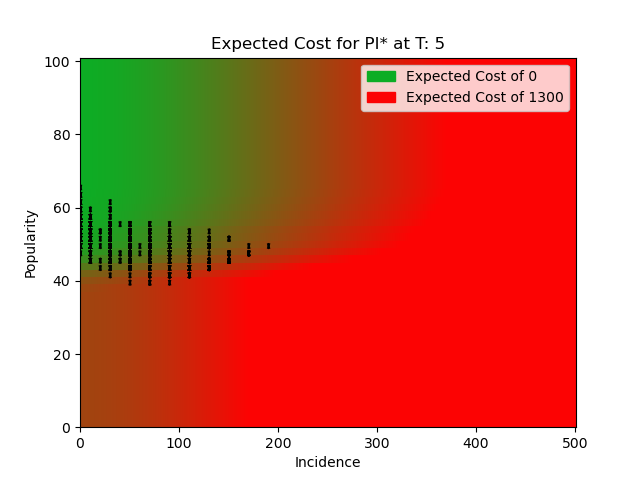 Expected Cost for PI* at T: 5
Expected Cost of 0
Expected Cost of 1300
100
80
60
40
20
0
Popularity
0 100 200 300 400 500
Incidence